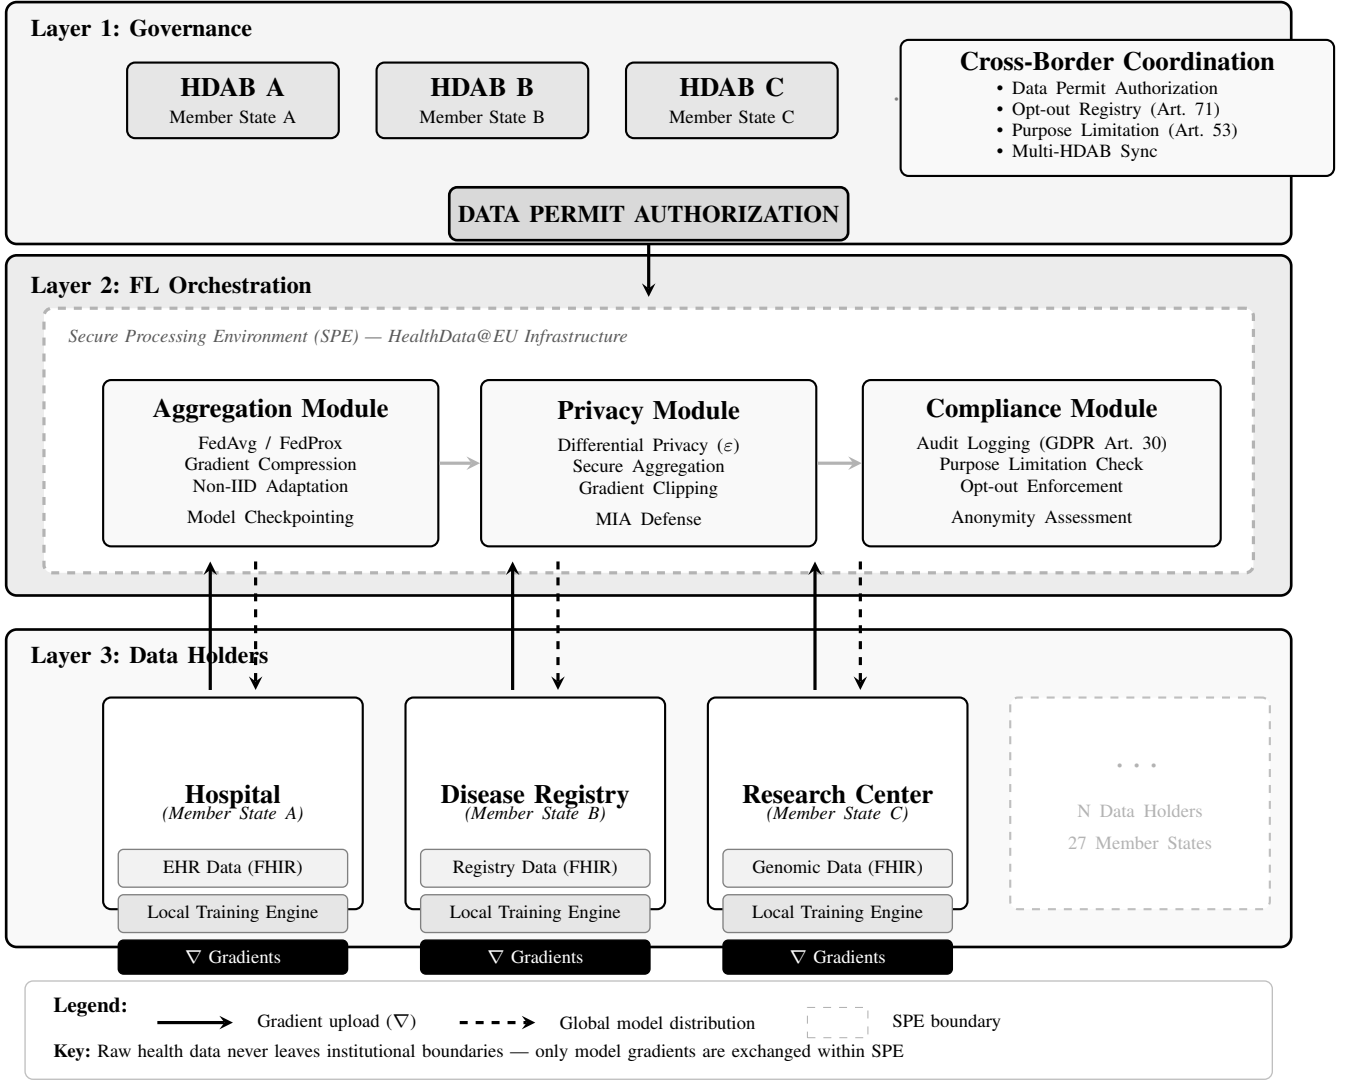 Layer 1: Governance
HDAB A
Member State A
HDAB B
Member State B
HDAB C
Member State C
Cross-Border Coordination
• Data Permit Authorization
• Opt-out Registry (Art. 71)
• Purpose Limitation (Art. 53)
• Multi-HDAB Sync
DATA PERMIT AUTHORIZATION
Layer 2: FL Orchestration
Secure Processing Environment (SPE) — HealthData@EU Infrastructure
Aggregation Module
FedAvg / FedProx
Gradient Compression
Non-IID Adaptation
Model Checkpointing
Privacy Module
Differential Privacy (ε)
Secure Aggregation
Gradient Clipping
MIA Defense
Compliance Module
Audit Logging (GDPR Art. 30)
Purpose Limitation Check
Opt-out Enforcement
Anonymity Assessment
Layer 3: Data Holders
Hospital
(Member State A)
EHR Data (FHIR)
Local Training Engine
∇ Gradients
Disease Registry
(Member State B)
Registry Data (FHIR)
Local Training Engine
∇ Gradients
Research Center
(Member State C)
Genomic Data (FHIR)
Local Training Engine
∇ Gradients
. . .
N Data Holders
27 Member States
Legend:
Gradient upload (∇)
Global model distribution
SPE boundary
Key: Raw health data never leaves institutional boundaries — only model gradients are exchanged within SPE